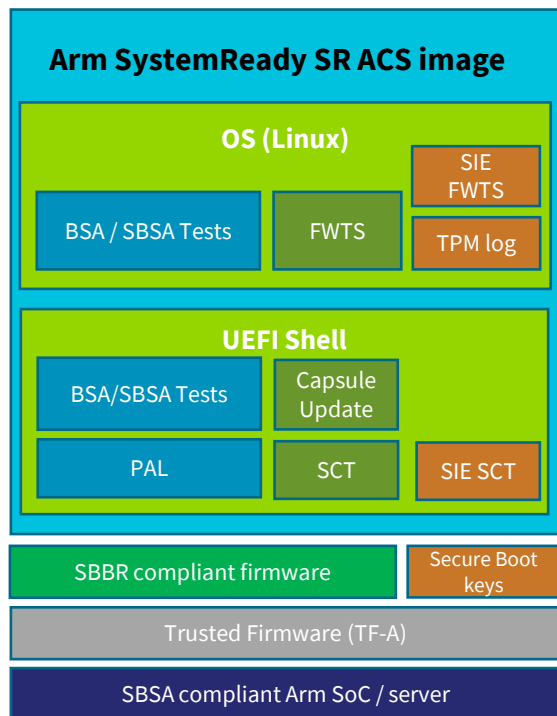 Arm SystemReady SR ACS image
OS (Linux)
SIE
FWTS
BSA / SBSA Tests
FWTS
TPM log
UEFI Shell
BSA/SBSA Tests
Capsule
Update
PAL
SCT
SIE SCT
SBBR compliant firmware
Secure Boot
keys
Trusted Firmware (TF-A)
SBSA compliant Arm SoC / server